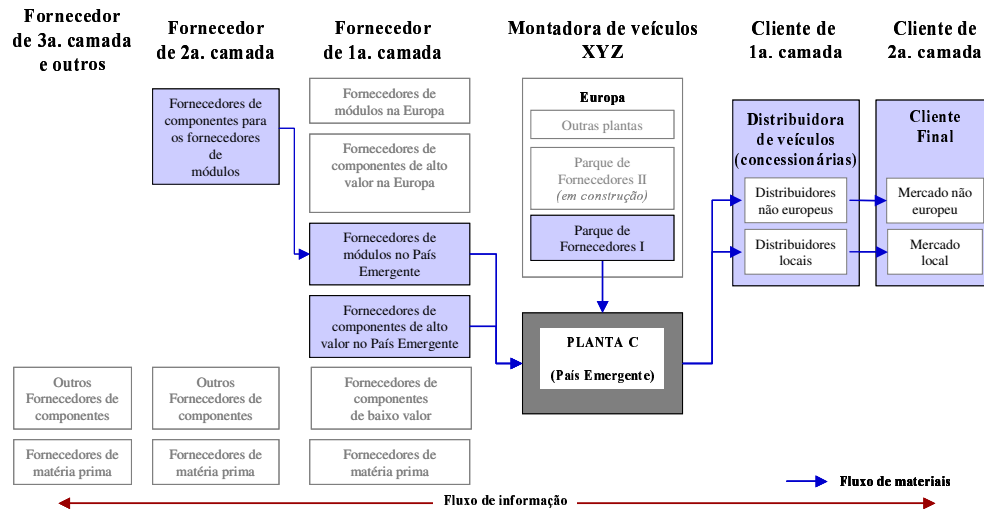 Fornecedor
de 3a. camada
e outros
Fornecedor
de 2a. camada
Fornecedor
de 1a. camada
Montadora de veículos
XYZ
Cliente de
1a. camada
Cliente de
2a. camada
Fornecedores de
componentes para
os fornecedores
de
módulos
Fornecedores de
módulos na Europa
Fornecedores de
componentes de alto
valor na Europa
Fornecedores de
módulos no País
Emergente
Fornecedores de
componentes de alto
valor no País Emergente
Outros
Fornecedores de
componentes
Outros
Fornecedores de
componentes
Fornecedores de
componentes
de baixo valor
Fornecedores de
matéria prima
Fornecedores de
matéria prima
Fornecedores de
matéria prima
Europa
Outras plantas
Parque de
Fornecedores II
(em construção)
Parque de
Fornecedores I
PLANTA C
(País Emergente)
Distribuidora
de veículos
(concessionárias)
Distribuidores
não europeus
Distribuidores
locais
Cliente
Final
Mercado não
europeu
Mercado
local
Fluxo de materiais
Fluxo de informação